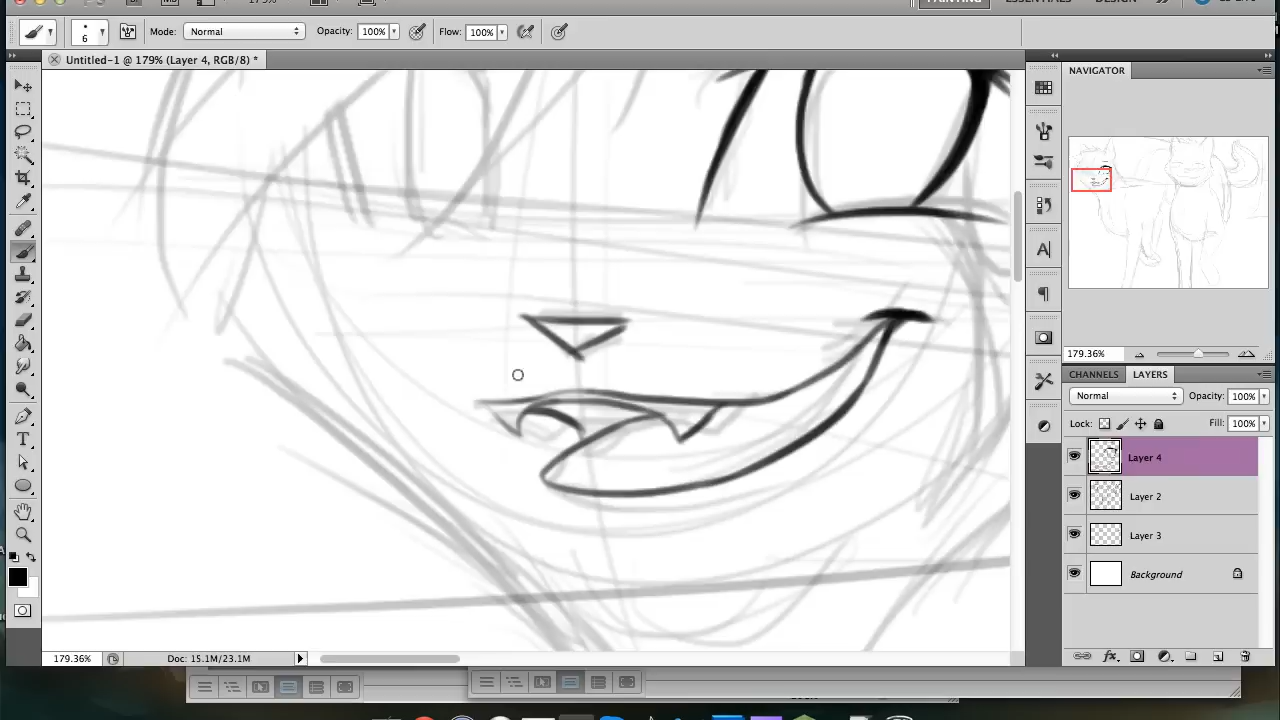 179%
PAINTING
ESSENTIALS
DESIGN
6
Mode: Normal
Opacity: 100%
Flow: 100%
Untitled-1 @ 179% (Layer 4, RGB/8) *
NAVIGATOR
179.36%
CHANNELS
LAYERS
Normal
Opacity: 100%
Lock:
Fill: 100%
Layer 4
Layer 2
Layer 3
Background
179.36%
Doc: 15.1M/23.1M